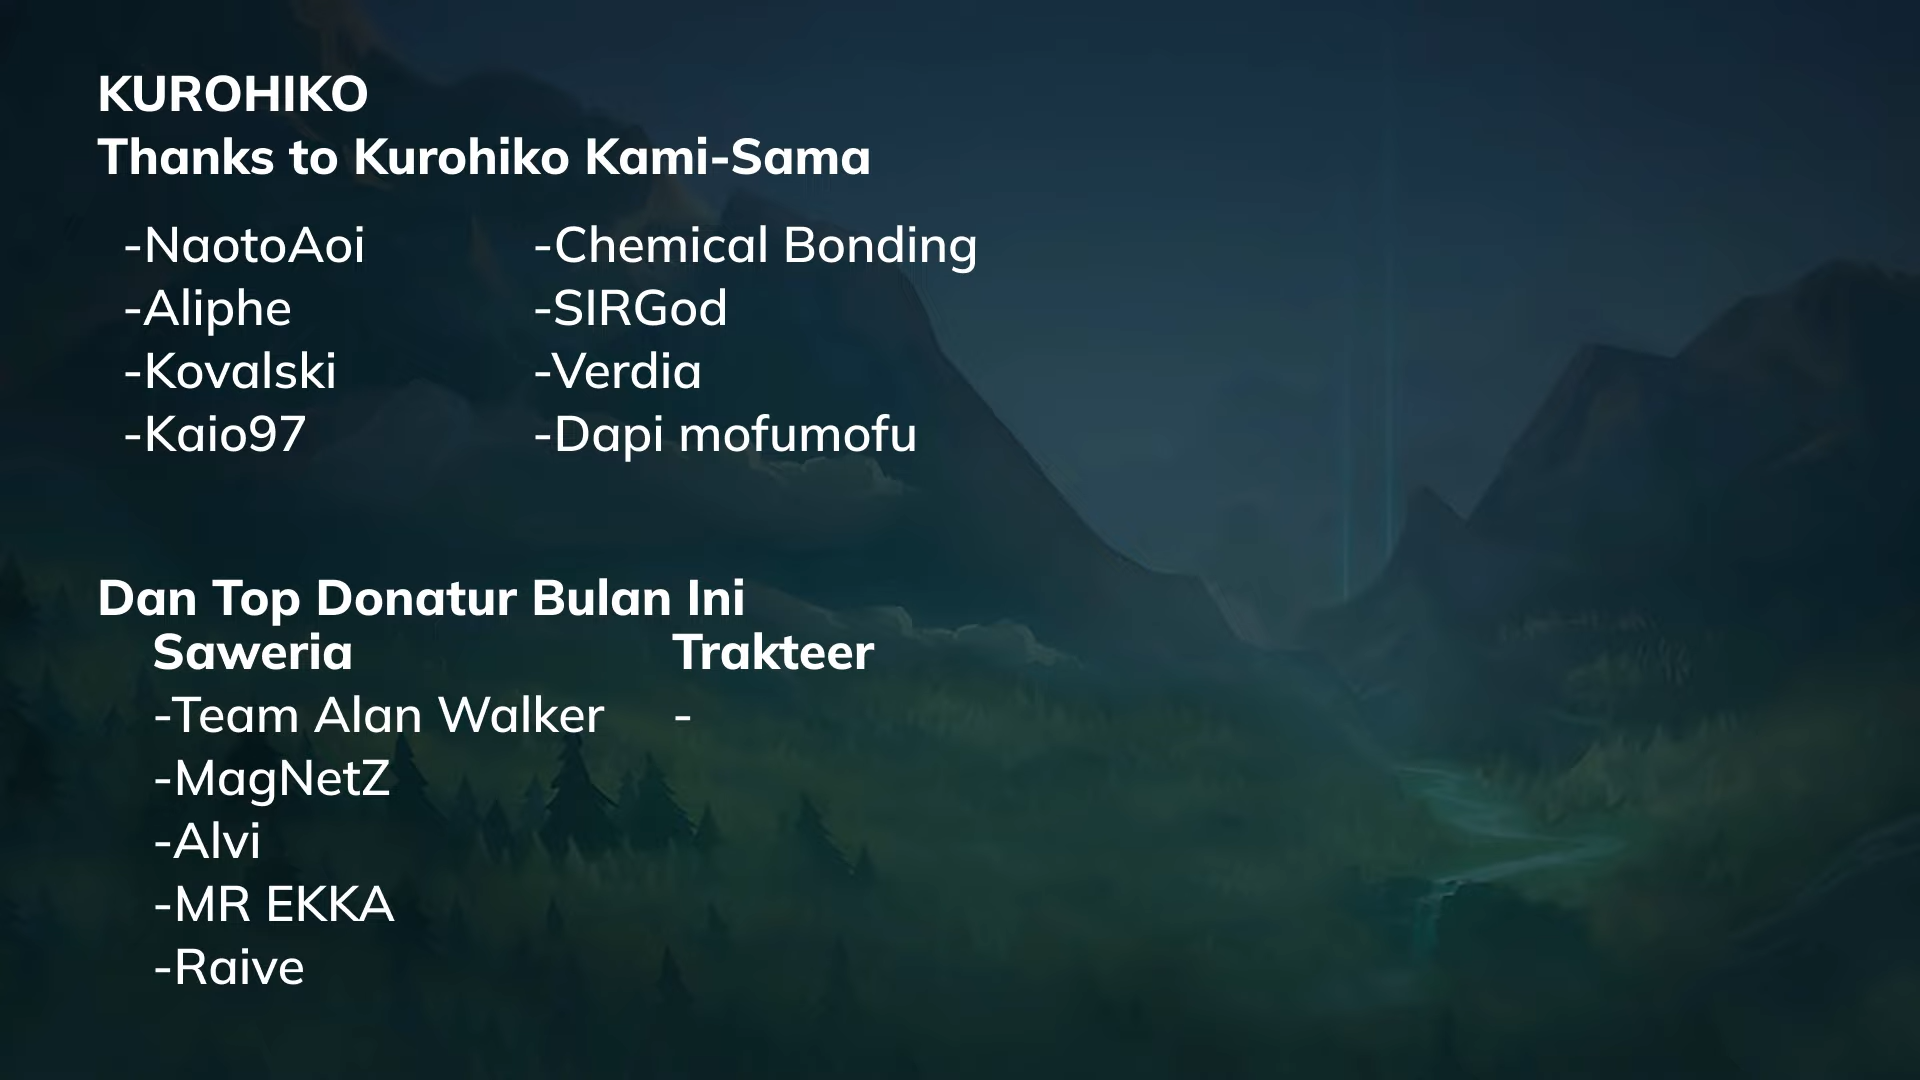 KUROHIKO
Thanks to Kurohiko Kami-Sama
-NaotoAoi
-Aliphe
-Kovalski
-Kaio97
-Chemical Bonding
-SIRGod
-Verdia
-Dapi mofumofu
Dan Top Donatur Bulan Ini
Saweria
-Team Alan Walker
-MagNetZ
-Alvi
-MR EKKA
-Raive
Trakteer
-